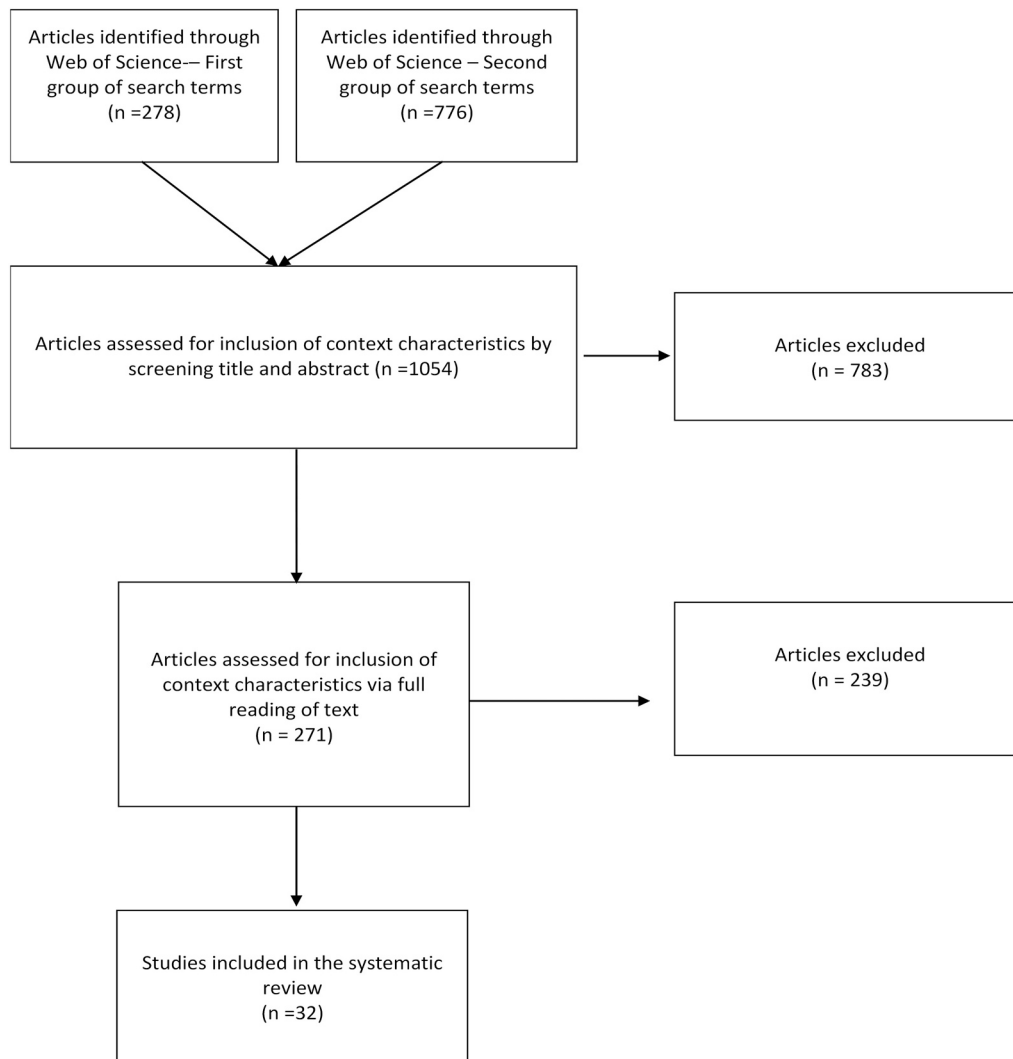 Articles identified through
Web of Science-– First
group of search terms
(n =278)
Articles identified through
Web of Science – Second
group of search terms
(n =776)
Articles assessed for inclusion of context characteristics by
screening title and abstract (n =1054)
Articles excluded
(n = 783)
Articles assessed for inclusion of
context characteristics via full
reading of text
(n = 271)
Articles excluded
(n = 239)
Studies included in the systematic
review
(n =32)